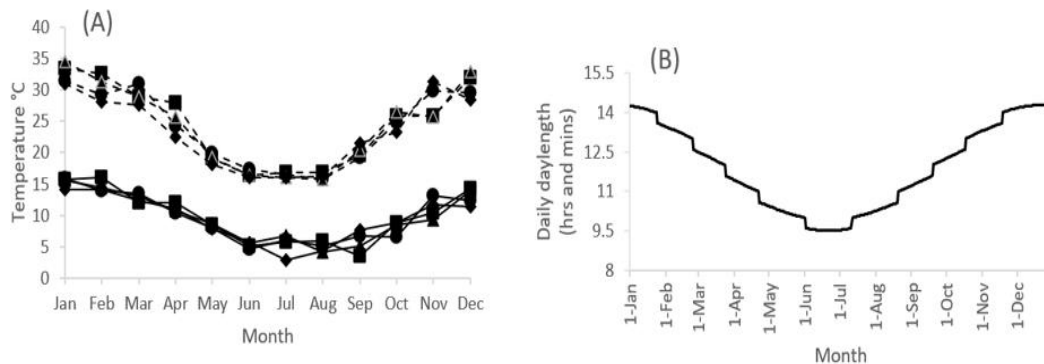 (A)
40
35
30
25
20
15
10
5
0
Temperature °C
Jan Feb Mar Apr May Jun Jul Aug Sep Oct Nov Dec
Month
(B)
15.5
14
12.5
11
9.5
8
Daily daylength
(hrs and mins)
1-Jan
1-Feb
1-Mar
1-Apr
1-May
1-Jun
1-Jul
1-Aug
1-Sep
1-Oct
1-Nov
1-Dec
Month